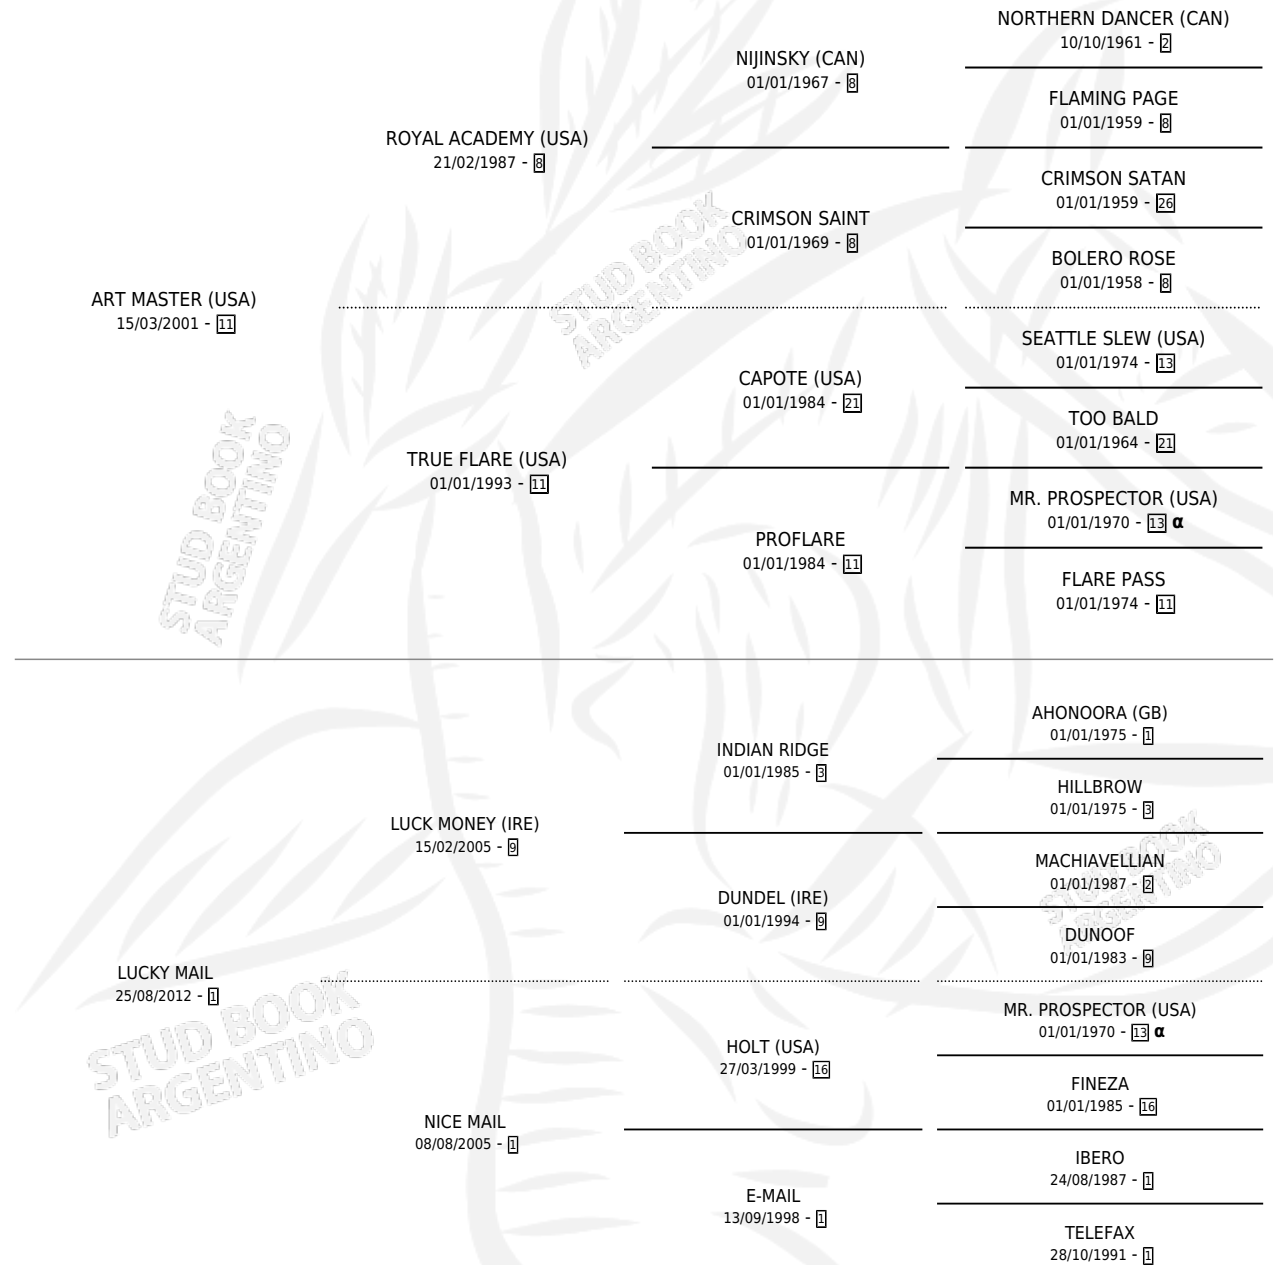 NORTHERN DANCER (CAN)
10/10/1961 - 2
NIJINSKY (CAN)
01/01/1967 - 8
FLAMING PAGE
01/01/1959 - 8
ROYAL ACADEMY (USA)
21/02/1987 - 8
CRIMSON SATAN
01/01/1959 - 26
CRIMSON SAINT
01/01/1969 - 8
BOLERO ROSE
01/01/1958 - 8
ART MASTER (USA)
15/03/2001 - 11
SEATTLE SLEW (USA)
01/01/1974 - 13
CAPOTE (USA)
01/01/1984 - 21
TOO BALD
01/01/1964 - 21
TRUE FLARE (USA)
01/01/1993 - 11
MR. PROSPECTOR (USA)
01/01/1970 - 13 α
PROFLARE
01/01/1984 - 11
FLARE PASS
01/01/1974 - 11
AHONOORA (GB)
01/01/1975 - 1
INDIAN RIDGE
01/01/1985 - 3
HILLBROW
01/01/1975 - 3
LUCK MONEY (IRE)
15/02/2005 - 9
MACHIAVELLIAN
01/01/1987 - 2
DUNDEL (IRE)
01/01/1994 - 9
DUNOOF
01/01/1983 - 9
LUCKY MAIL
25/08/2012 - 1
MR. PROSPECTOR (USA)
01/01/1970 - 13 α
HOLT (USA)
27/03/1999 - 16
FINEZA
01/01/1985 - 16
NICE MAIL
08/08/2005 - 1
IBERO
24/08/1987 - 1
E-MAIL
13/09/1998 - 1
TELEFAX
28/10/1991 - 1
STUD BOOK
ARGENTINO
STUD BOOK
ARGENTINO
STUD BOOK
ARGENTINO
STUD BOOK
ARGENTINO